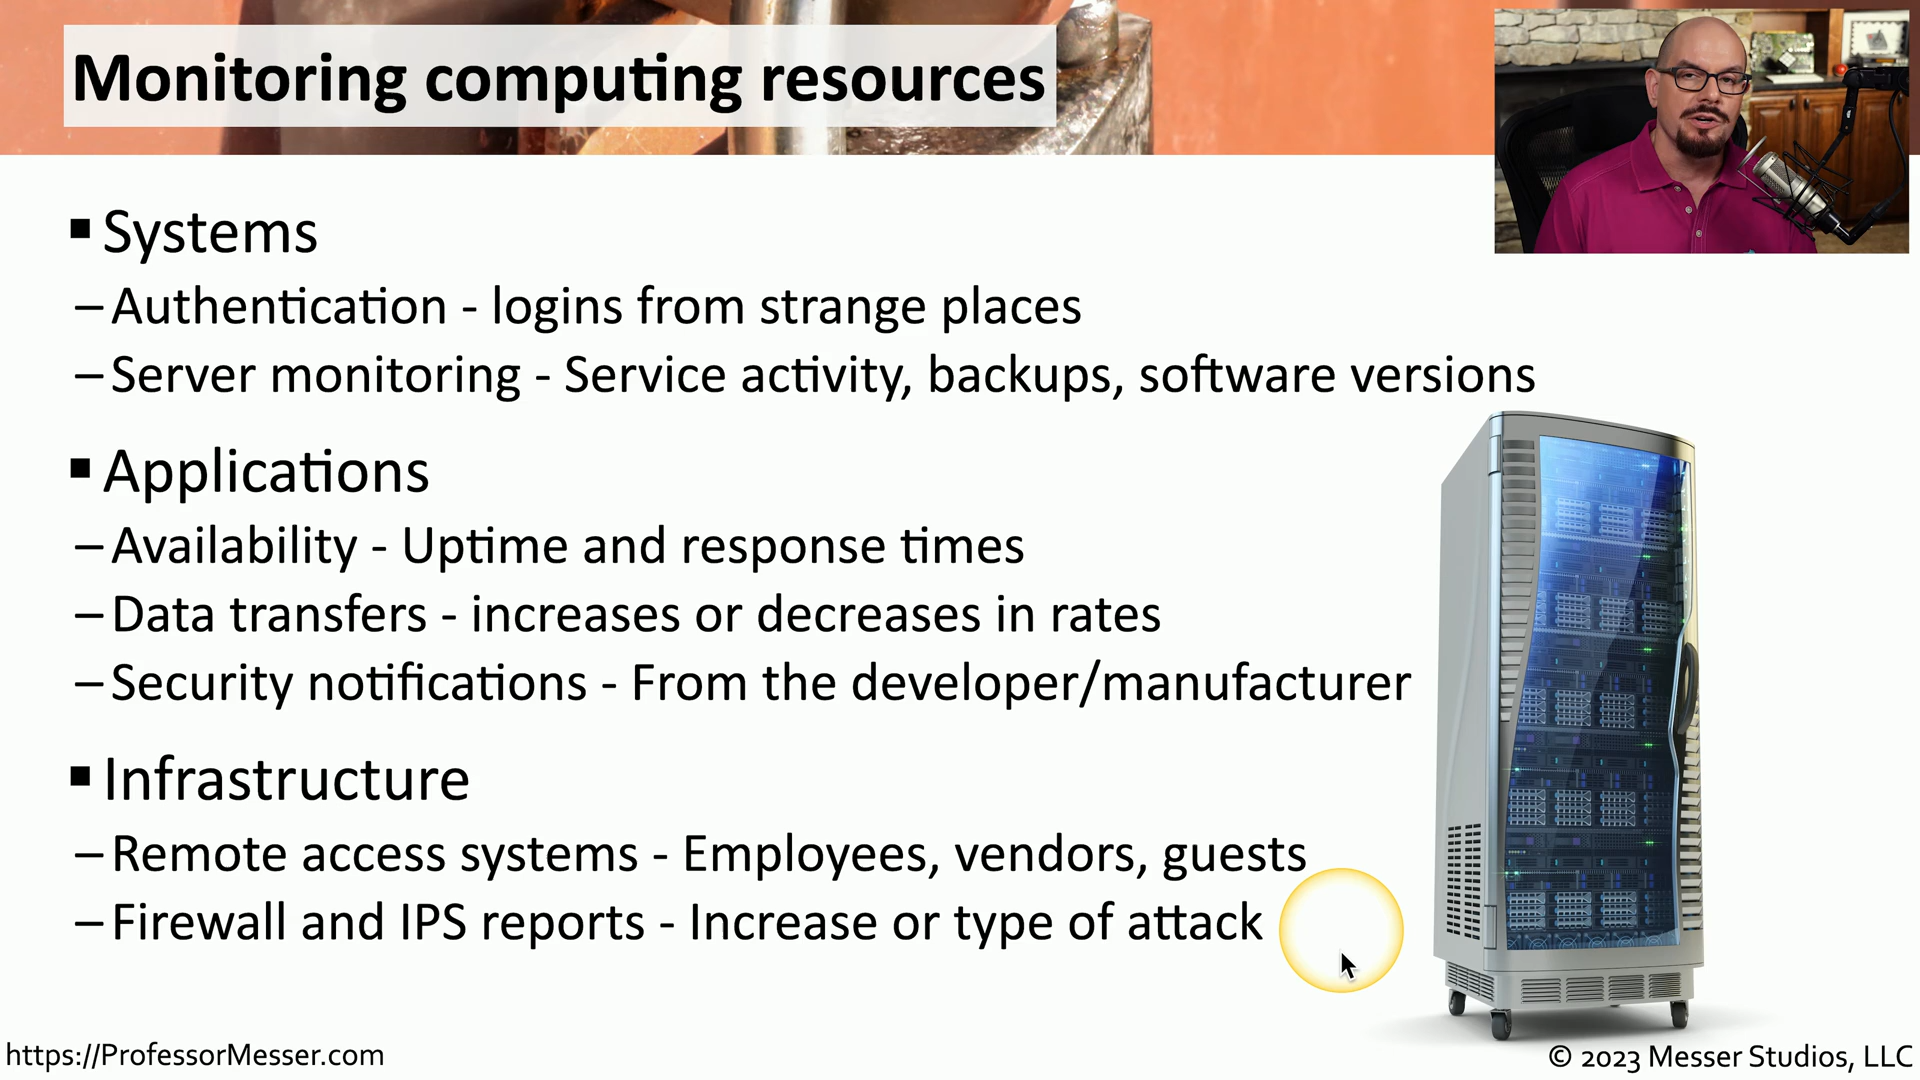 Monitoring computing resources
▪ Systems
– Authentication - logins from strange places
– Server monitoring - Service activity, backups, software versions
▪ Applications
– Availability - Uptime and response times
– Data transfers - increases or decreases in rates
– Security notifications - From the developer/manufacturer
▪ Infrastructure
– Remote access systems - Employees, vendors, guests
– Firewall and IPS reports - Increase or type of attack
https://ProfessorMesser.com
© 2023 Messer Studios, LLC